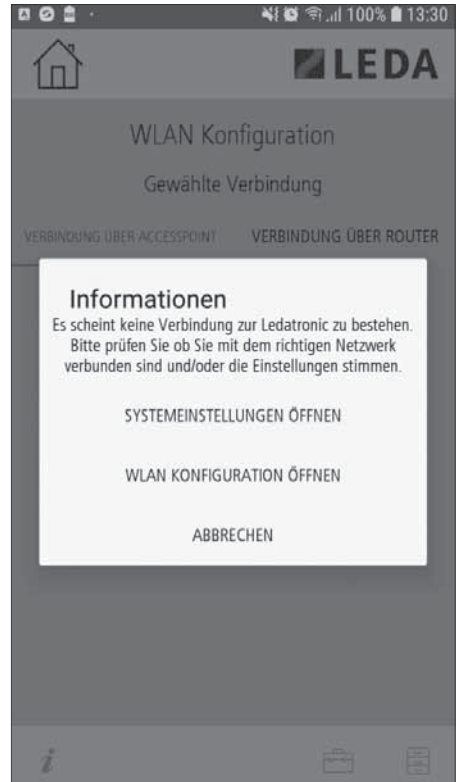 100% 13:30
LEDA
WLAN Konfiguration
Gewählte Verbindung
VERBINDUNG ÜBER ACCESSPOINT VERBINDUNG ÜBER ROUTER
Informationen
Es scheint keine Verbindung zur Ledatronic zu bestehen.
Bitte prüfen Sie ob Sie mit dem richtigen Netzwerk
verbunden sind und/oder die Einstellungen stimmen.
SYSTEMEINSTELLUNGEN ÖFFNEN
WLAN KONFIGURATION ÖFFNEN
ABBRECHEN
i